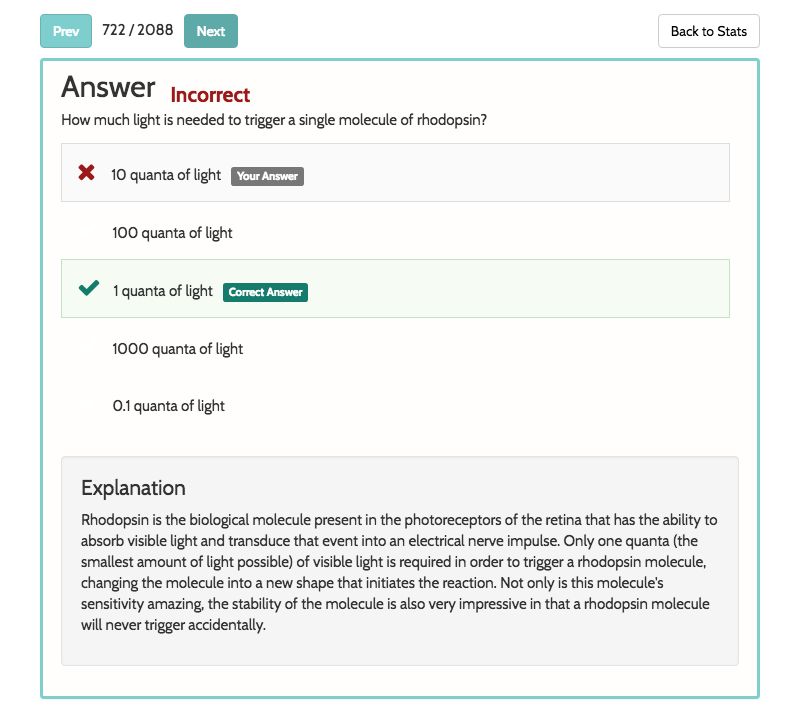 Prev 722 / 2088 Next Back to Stats
Answer Incorrect
How much light is needed to trigger a single molecule of rhodopsin?
10 quanta of light Your Answer
100 quanta of light
1 quanta of light Correct Answer
1000 quanta of light
0.1 quanta of light
Explanation
Rhodopsin is the biological molecule present in the photoreceptors of the retina that has the ability to
absorb visible light and transduce that event into an electrical nerve impulse. Only one quanta (the
smallest amount of light possible) of visible light is required in order to trigger a rhodopsin molecule,
changing the molecule into a new shape that initiates the reaction. Not only is this molecule's
sensitivity amazing, the stability of the molecule is also very impressive in that a rhodopsin molecule
will never trigger accidentally.